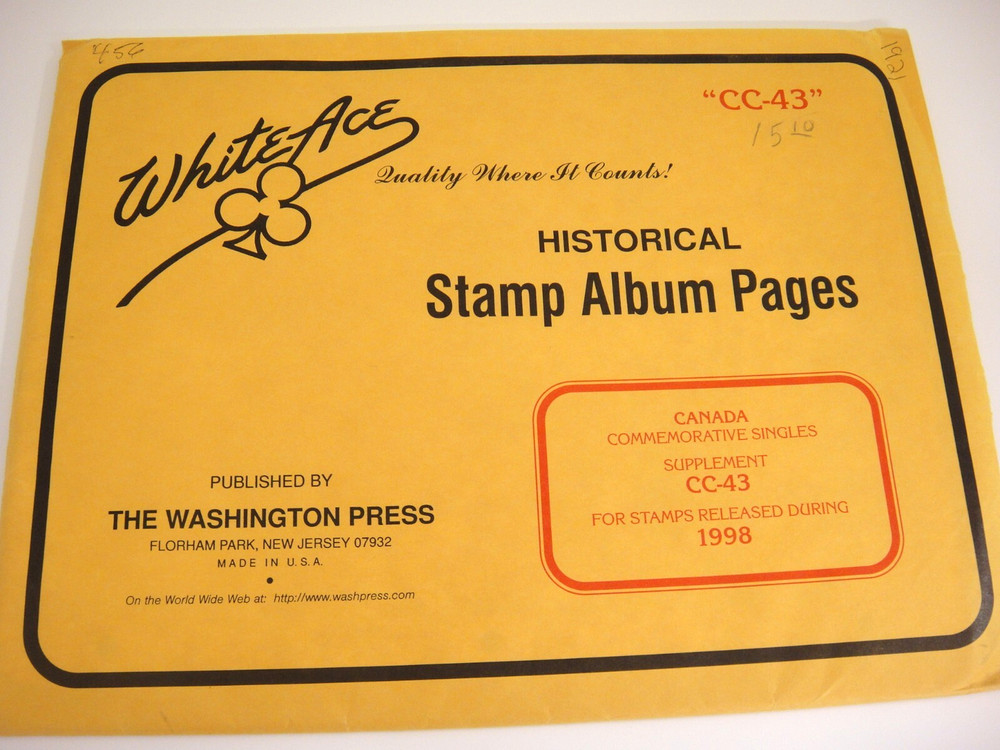 456
1921
"CC-43"
15 10
White Ace
Quality Where It Counts!
HISTORICAL
Stamp Album Pages
CANADA
COMMEMORATIVE SINGLES
SUPPLEMENT
CC-43
FOR STAMPS RELEASED DURING
1998
PUBLISHED BY
THE WASHINGTON PRESS
FLORHAM PARK, NEW JERSEY 07932
MADE IN U.S.A.
On the World Wide Web at: http://www.washpress.com